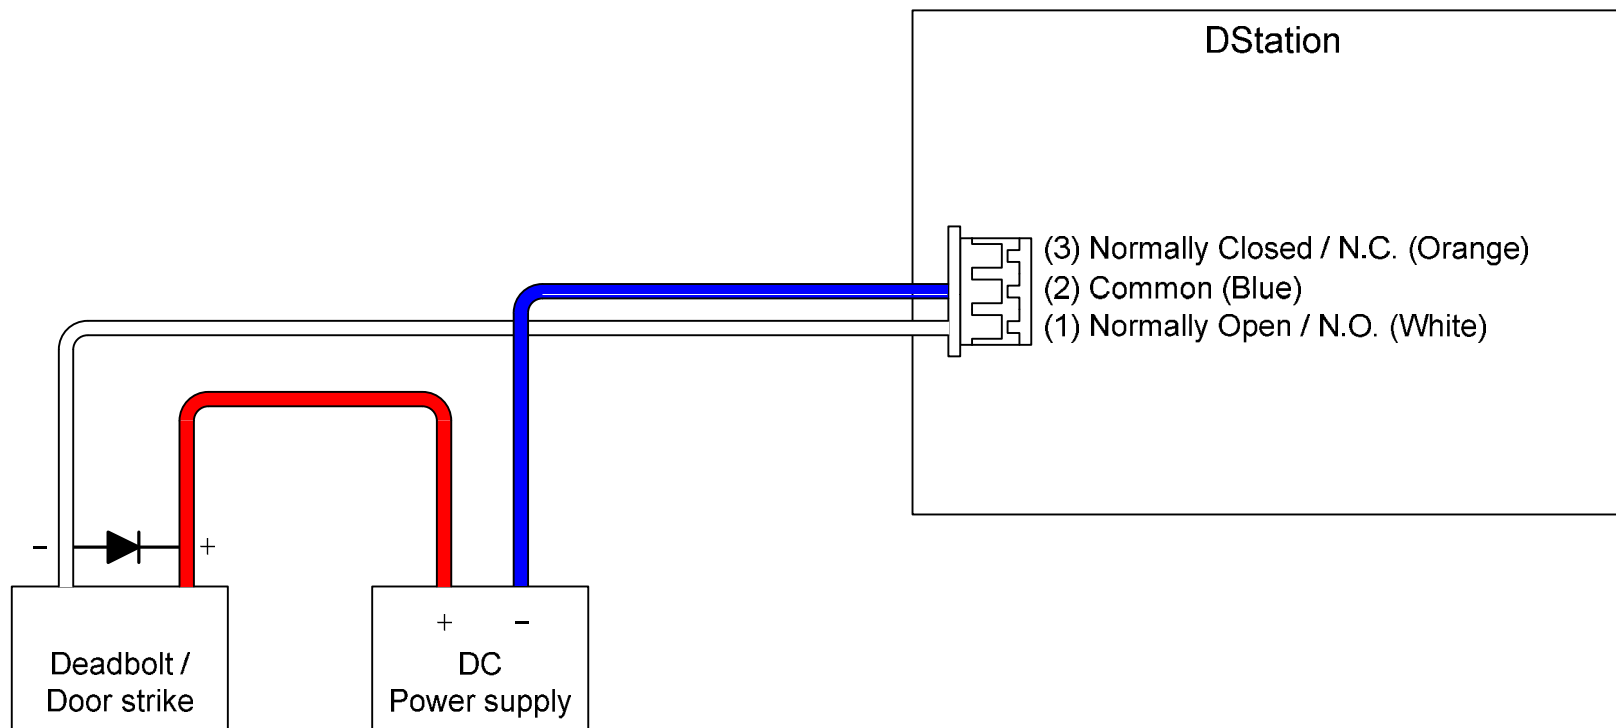 DStation
(3) Normally Closed / N.C. (Orange)
(2) Common (Blue)
(1) Normally Open / N.O. (White)
− +
+ −
Deadbolt /
Door strike
DC
Power supply